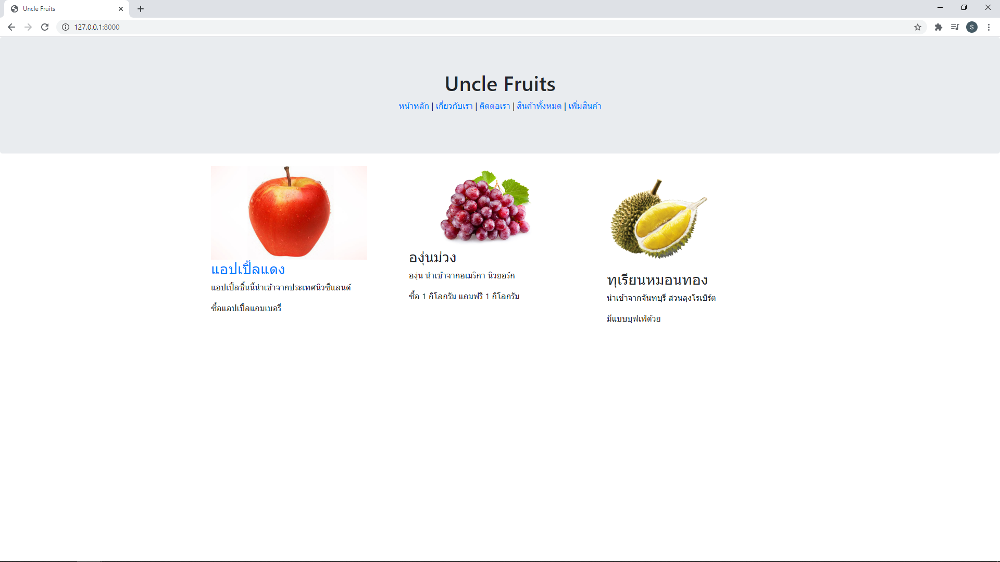 Uncle Fruits
127.0.0.1:8000
S
Uncle Fruits
หน้าหลัก | เกี่ยวกับเรา | ติดต่อเรา | สินค้าทั้งหมด | เพิ่มสินค้า
แอปเปิ้ลแดง
แอปเปิ้ลชิ้นนี้นำเข้าจากประเทศนิวซีแลนด์
ซื้อแอปเปิ้ลแถมเบอรี่
องุ่นม่วง
องุ่น นำเข้าจากอเมริกา นิวยอร์ก
ซื้อ 1 กิโลกรัม แถมฟรี 1 กิโลกรัม
ทุเรียนหมอนทอง
นำเข้าจากจันทบุรี สวนลุงโรเบิร์ต
มีแบบบุฟเฟ่ด้วย